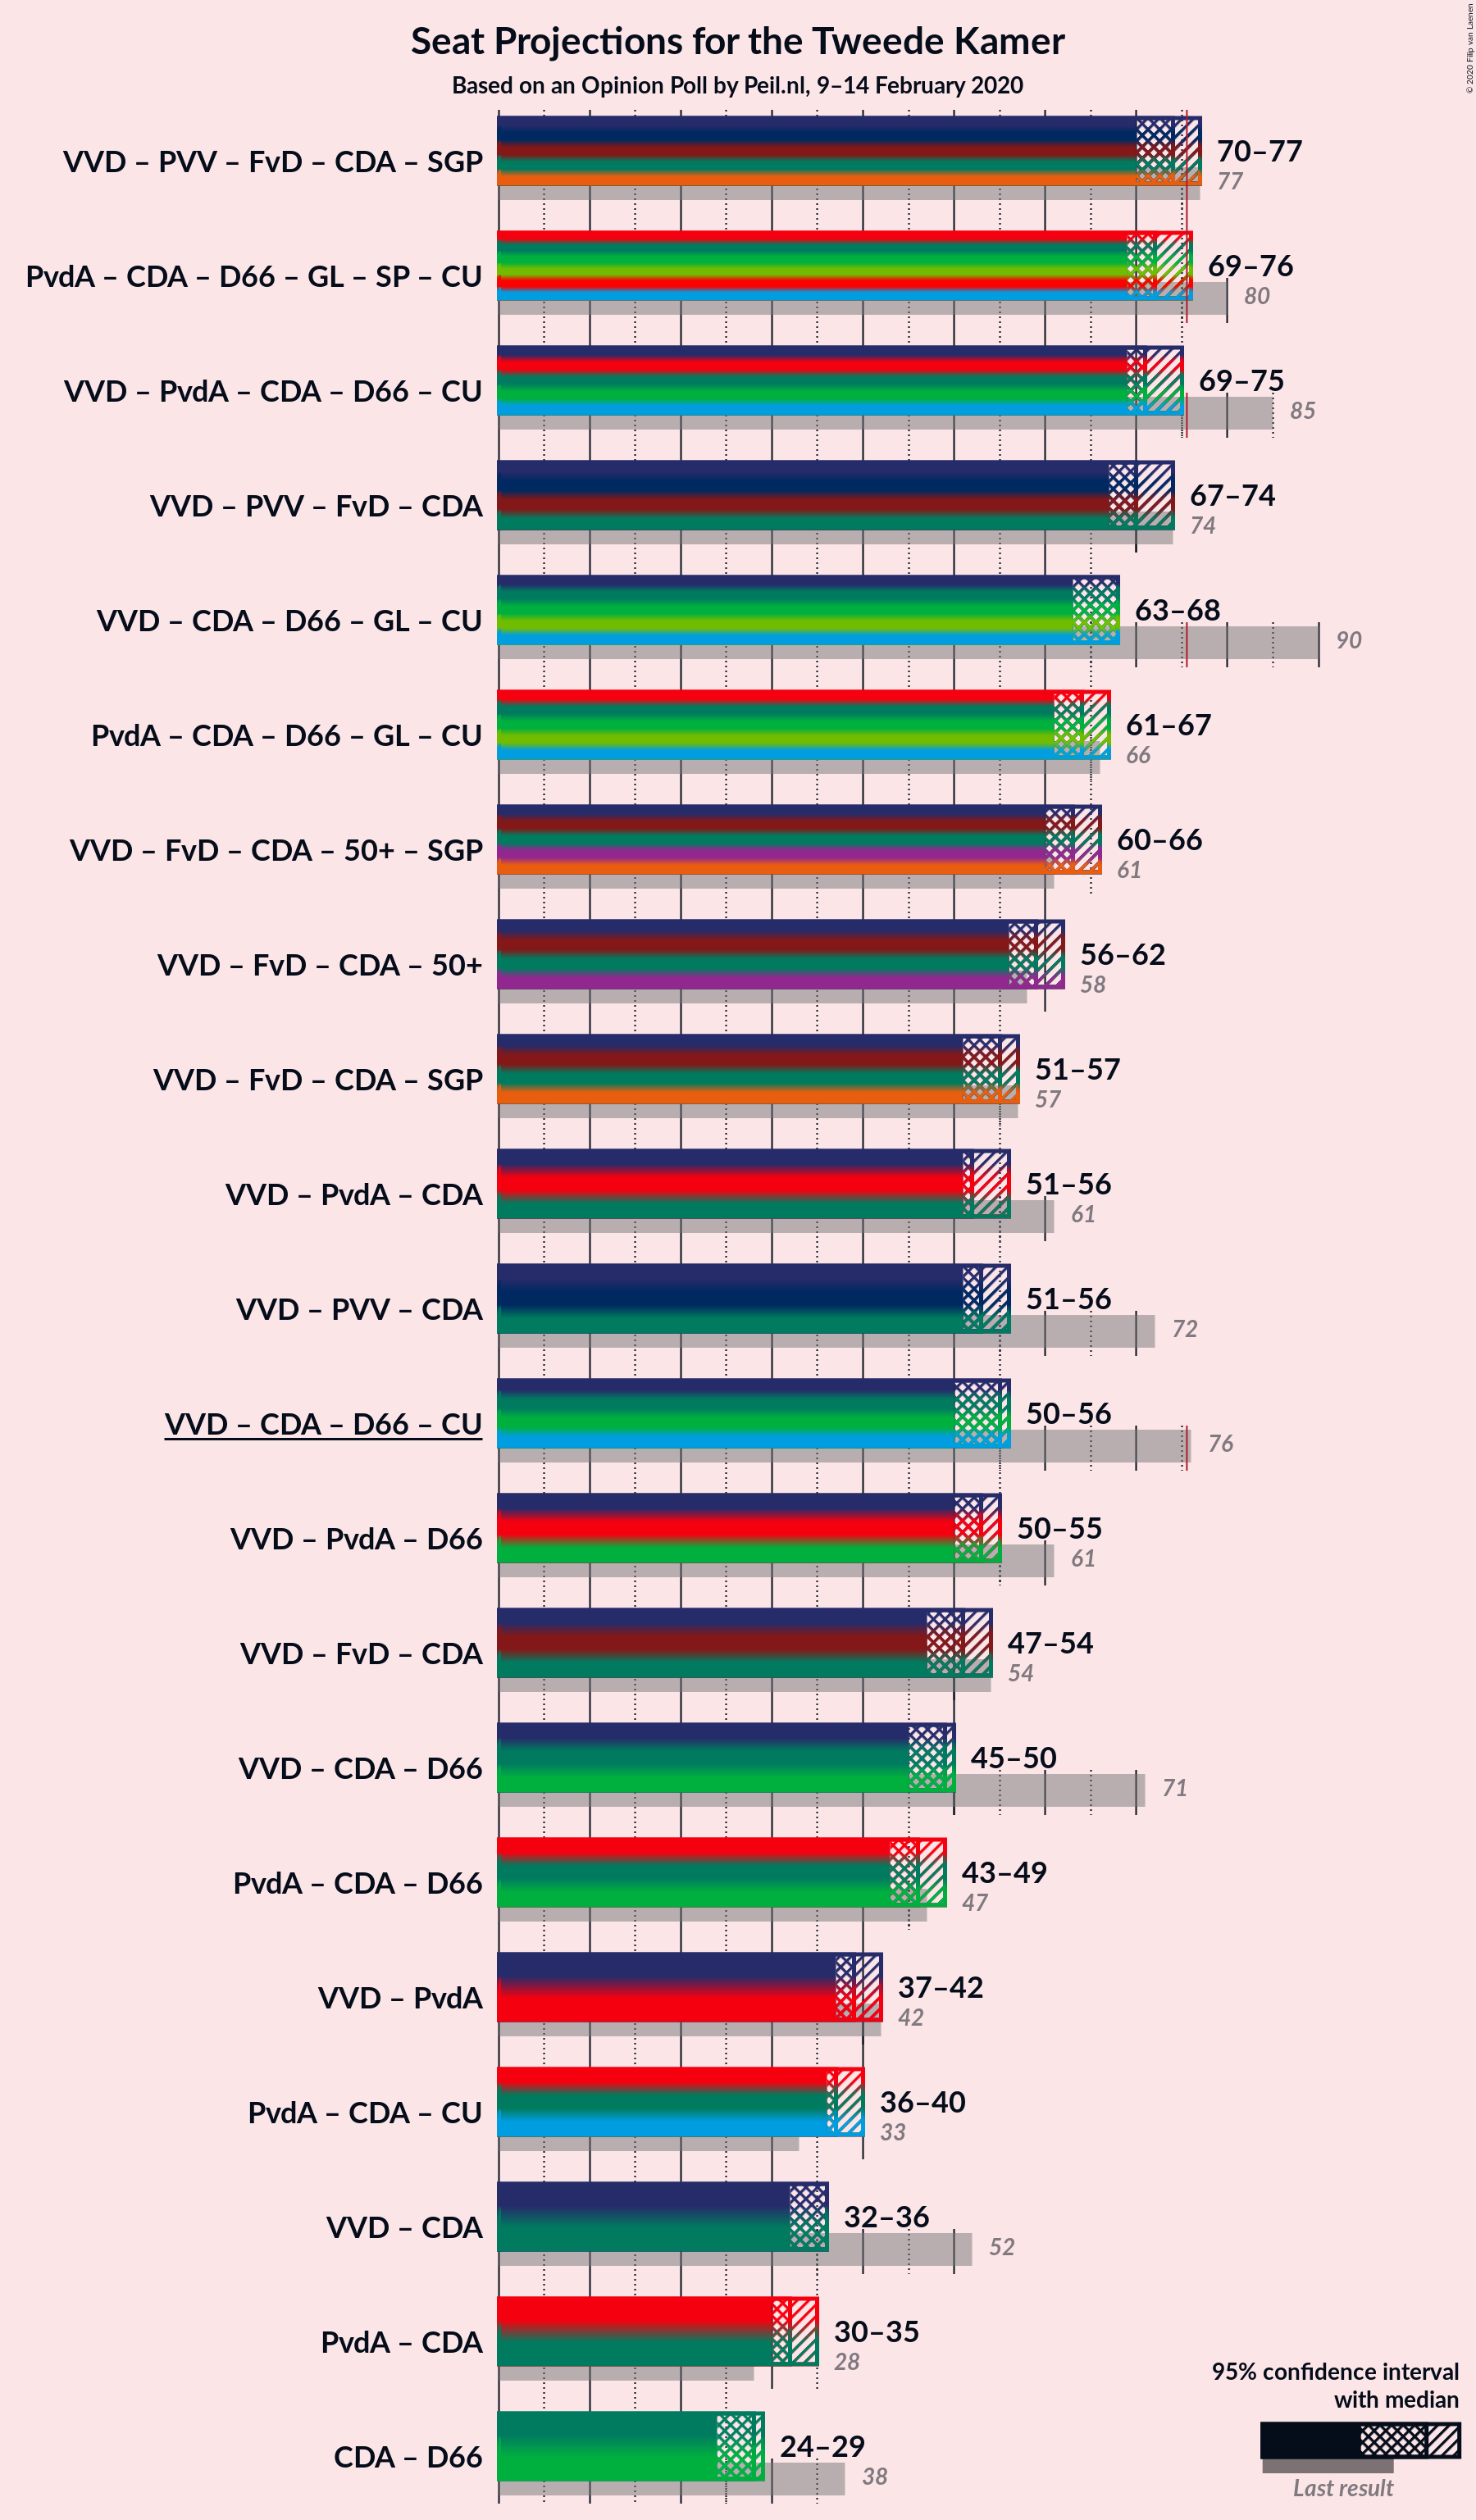 © 2020 Filip van Laenen
Seat Projections for the Tweede Kamer
Based on an Opinion Poll by Peil.nl, 9–14 February 2020
VVD – PVV – FvD – CDA – SGP
70–77
77
PvdA – CDA – D66 – GL – SP – CU
69–76
80
VVD – PvdA – CDA – D66 – CU
69–75
85
VVD – PVV – FvD – CDA
67–74
74
VVD – CDA – D66 – GL – CU
63–68
90
PvdA – CDA – D66 – GL – CU
61–67
66
VVD – FvD – CDA – 50+ – SGP
60–66
61
VVD – FvD – CDA – 50+
56–62
58
VVD – FvD – CDA – SGP
51–57
57
VVD – PvdA – CDA
51–56
61
VVD – PVV – CDA
51–56
72
VVD – CDA – D66 – CU
50–56
76
VVD – PvdA – D66
50–55
61
VVD – FvD – CDA
47–54
54
VVD – CDA – D66
45–50
71
PvdA – CDA – D66
43–49
47
VVD – PvdA
37–42
42
PvdA – CDA – CU
36–40
33
VVD – CDA
32–36
52
PvdA – CDA
30–35
28
CDA – D66
24–29
38
95% confidence interval
with median
Last result